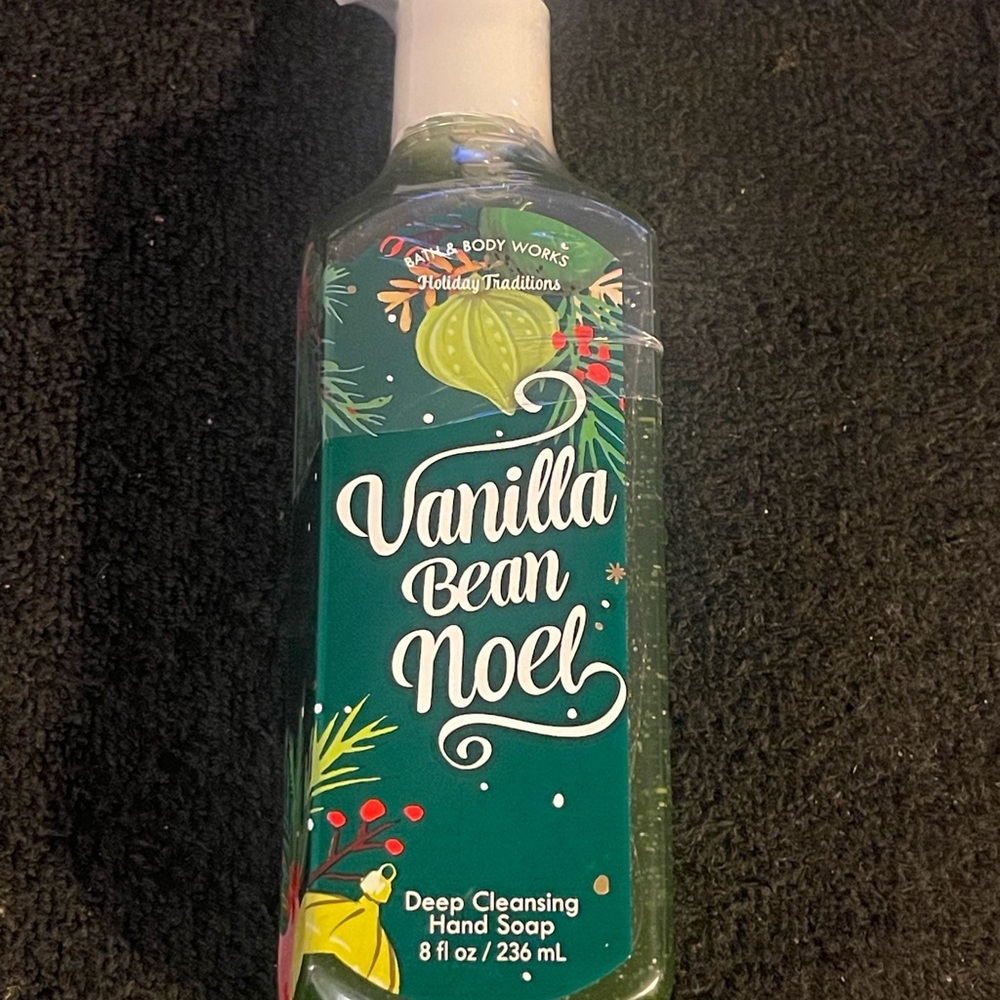 BATH & BODY WORKS
Holiday Traditions
Vanilla
Bean
Noel
Deep Cleansing
Hand Soap
8 fl oz / 236 mL